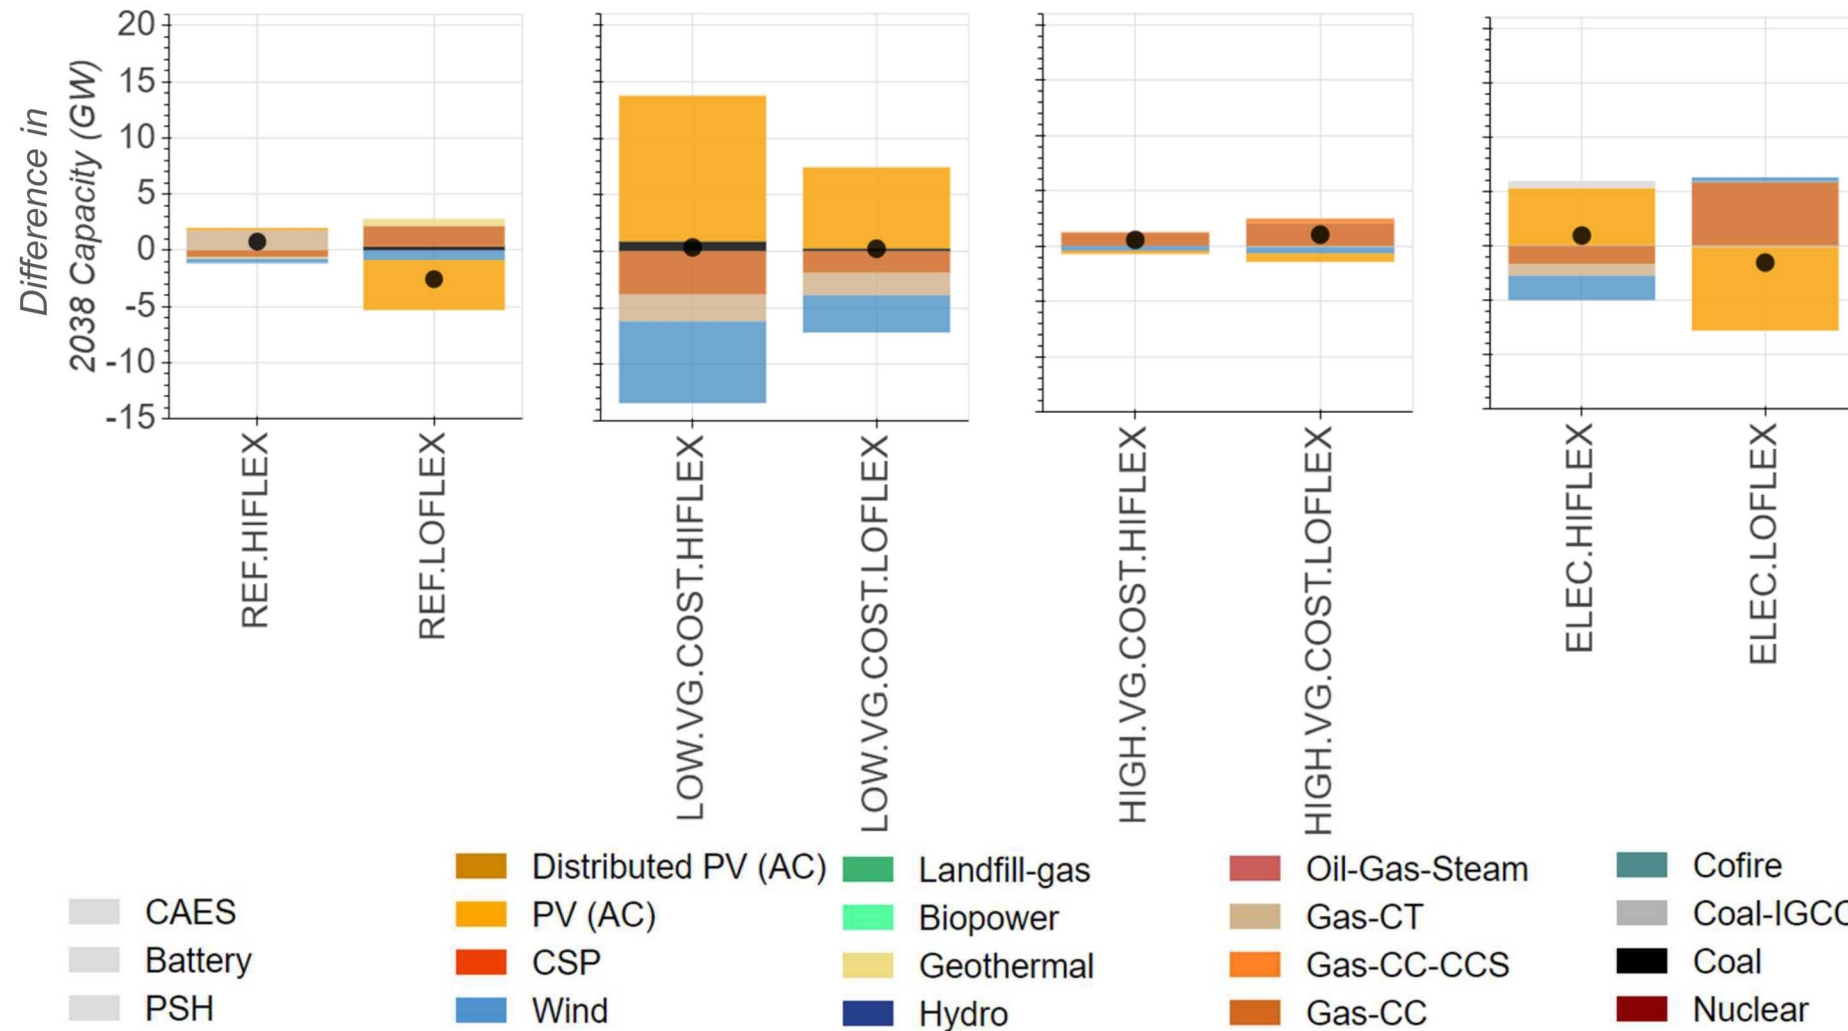 Difference in
2038 Capacity (GW)
20
15
10
5
0
-5
-10
-15
REF.HIFLEX
REF.LOFLEX
LOW.VG.COST.HIFLEX
LOW.VG.COST.LOFLEX
HIGH.VG.COST.HIFLEX
HIGH.VG.COST.LOFLEX
ELEC.HIFLEX
ELEC.LOFLEX
CAES
Battery
PSH
Distributed PV (AC)
PV (AC)
CSP
Wind
Landfill-gas
Biopower
Geothermal
Hydro
Oil-Gas-Steam
Gas-CT
Gas-CC-CCS
Gas-CC
Cofire
Coal-IGCC
Coal
Nuclear